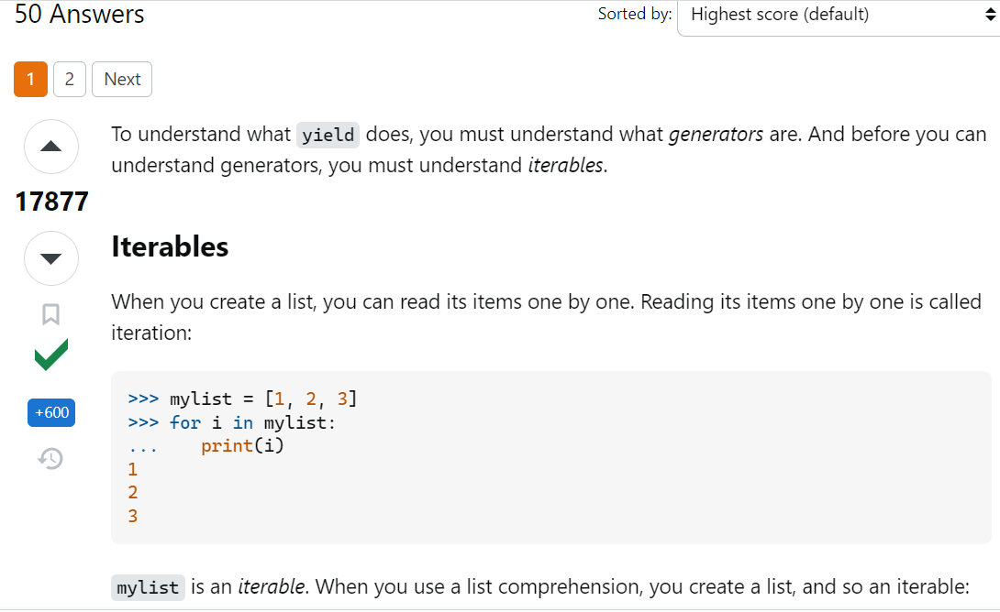 50 Answers
Sorted by: Highest score (default)
1 2 Next
To understand what yield does, you must understand what generators are. And before you can
understand generators, you must understand iterables.
17877
Iterables
When you create a list, you can read its items one by one. Reading its items one by one is called
iteration:
+600
>>> mylist = [1, 2, 3]
>>> for i in mylist:
...    print(i)
1
2
3
mylist is an iterable. When you use a list comprehension, you create a list, and so an iterable: